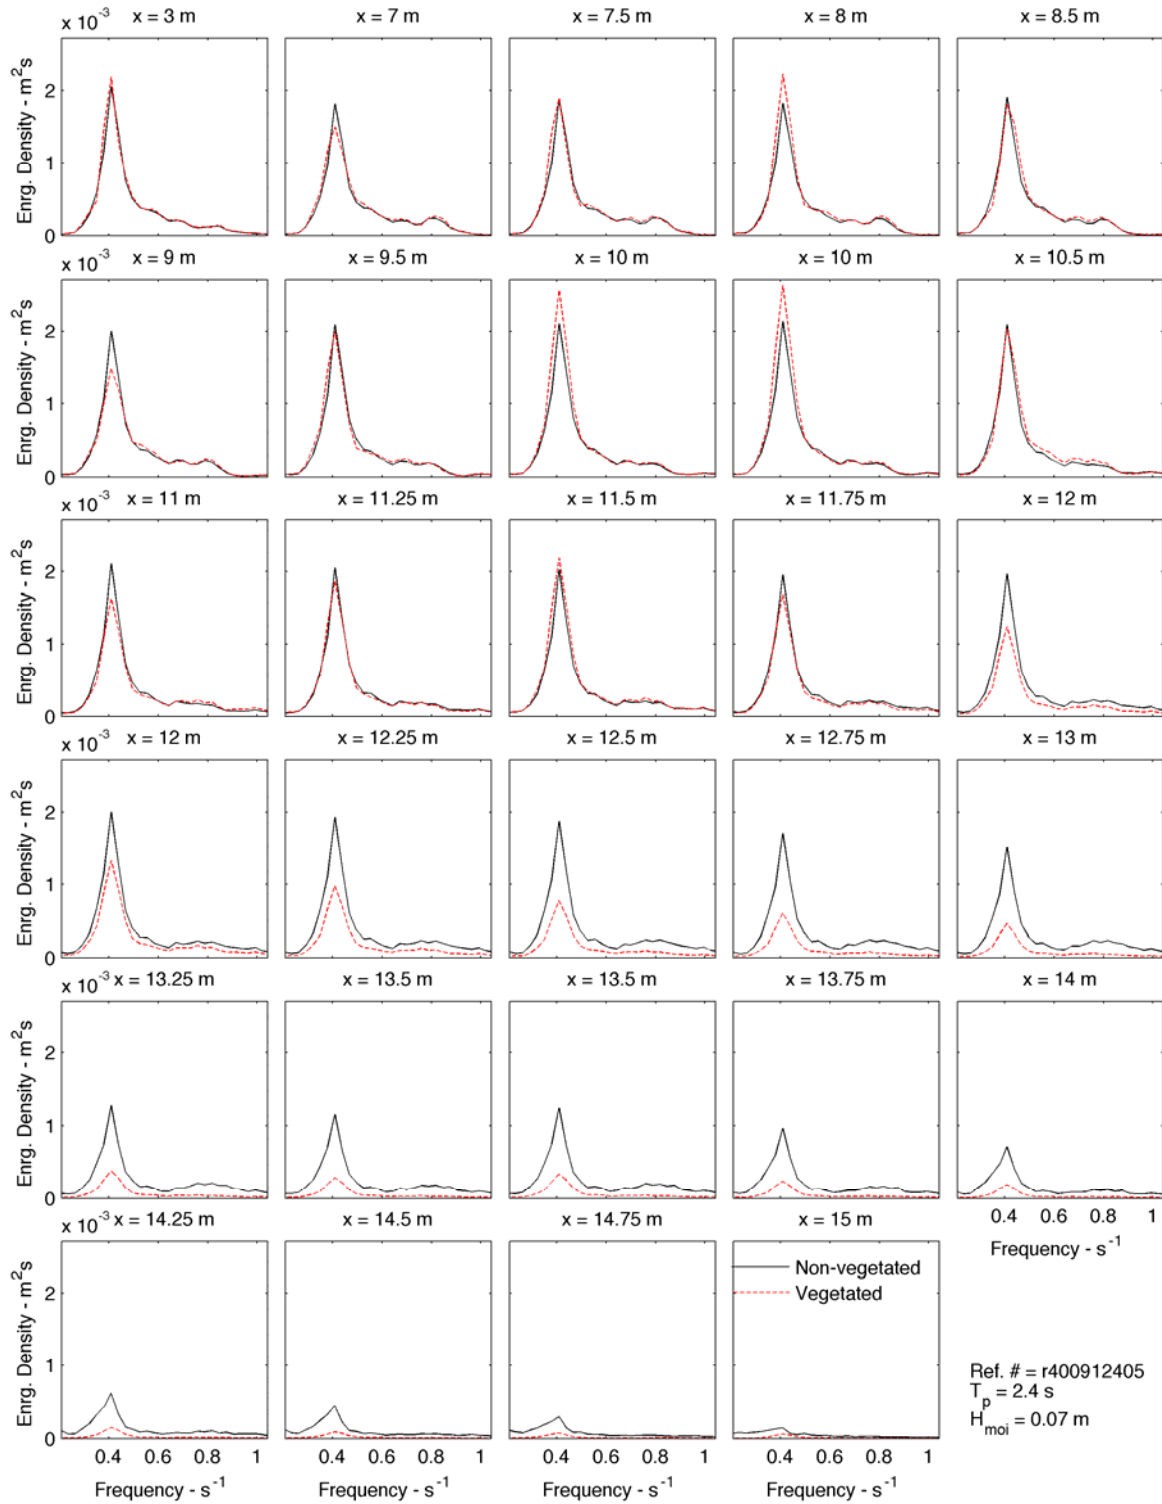 x 10-3
x = 3 m
x = 7 m
x = 7.5 m
x = 8 m
x = 8.5 m
Enrg. Density - m2s
2
1
0
x 10-3
x = 9 m
x = 9.5 m
x = 10 m
x = 10 m
x = 10.5 m
Enrg. Density - m2s
2
1
0
x 10-3
x = 11 m
x = 11.25 m
x = 11.5 m
x = 11.75 m
x = 12 m
Enrg. Density - m2s
2
1
0
x 10-3
x = 12 m
x = 12.25 m
x = 12.5 m
x = 12.75 m
x = 13 m
Enrg. Density - m2s
2
1
0
x 10-3
x = 13.25 m
x = 13.5 m
x = 13.5 m
x = 13.75 m
x = 14 m
Enrg. Density - m2s
2
1
0
0.4 0.6 0.8 1
Frequency - s-1
x 10-3
x = 14.25 m
x = 14.5 m
x = 14.75 m
x = 15 m
Enrg. Density - m2s
2
1
0
Non-vegetated
Vegetated
0.4 0.6 0.8 1
0.4 0.6 0.8 1
0.4 0.6 0.8 1
0.4 0.6 0.8 1
Frequency - s-1
Frequency - s-1
Frequency - s-1
Frequency - s-1
Ref. # = r400912405
Tp = 2.4 s
Hmoi = 0.07 m